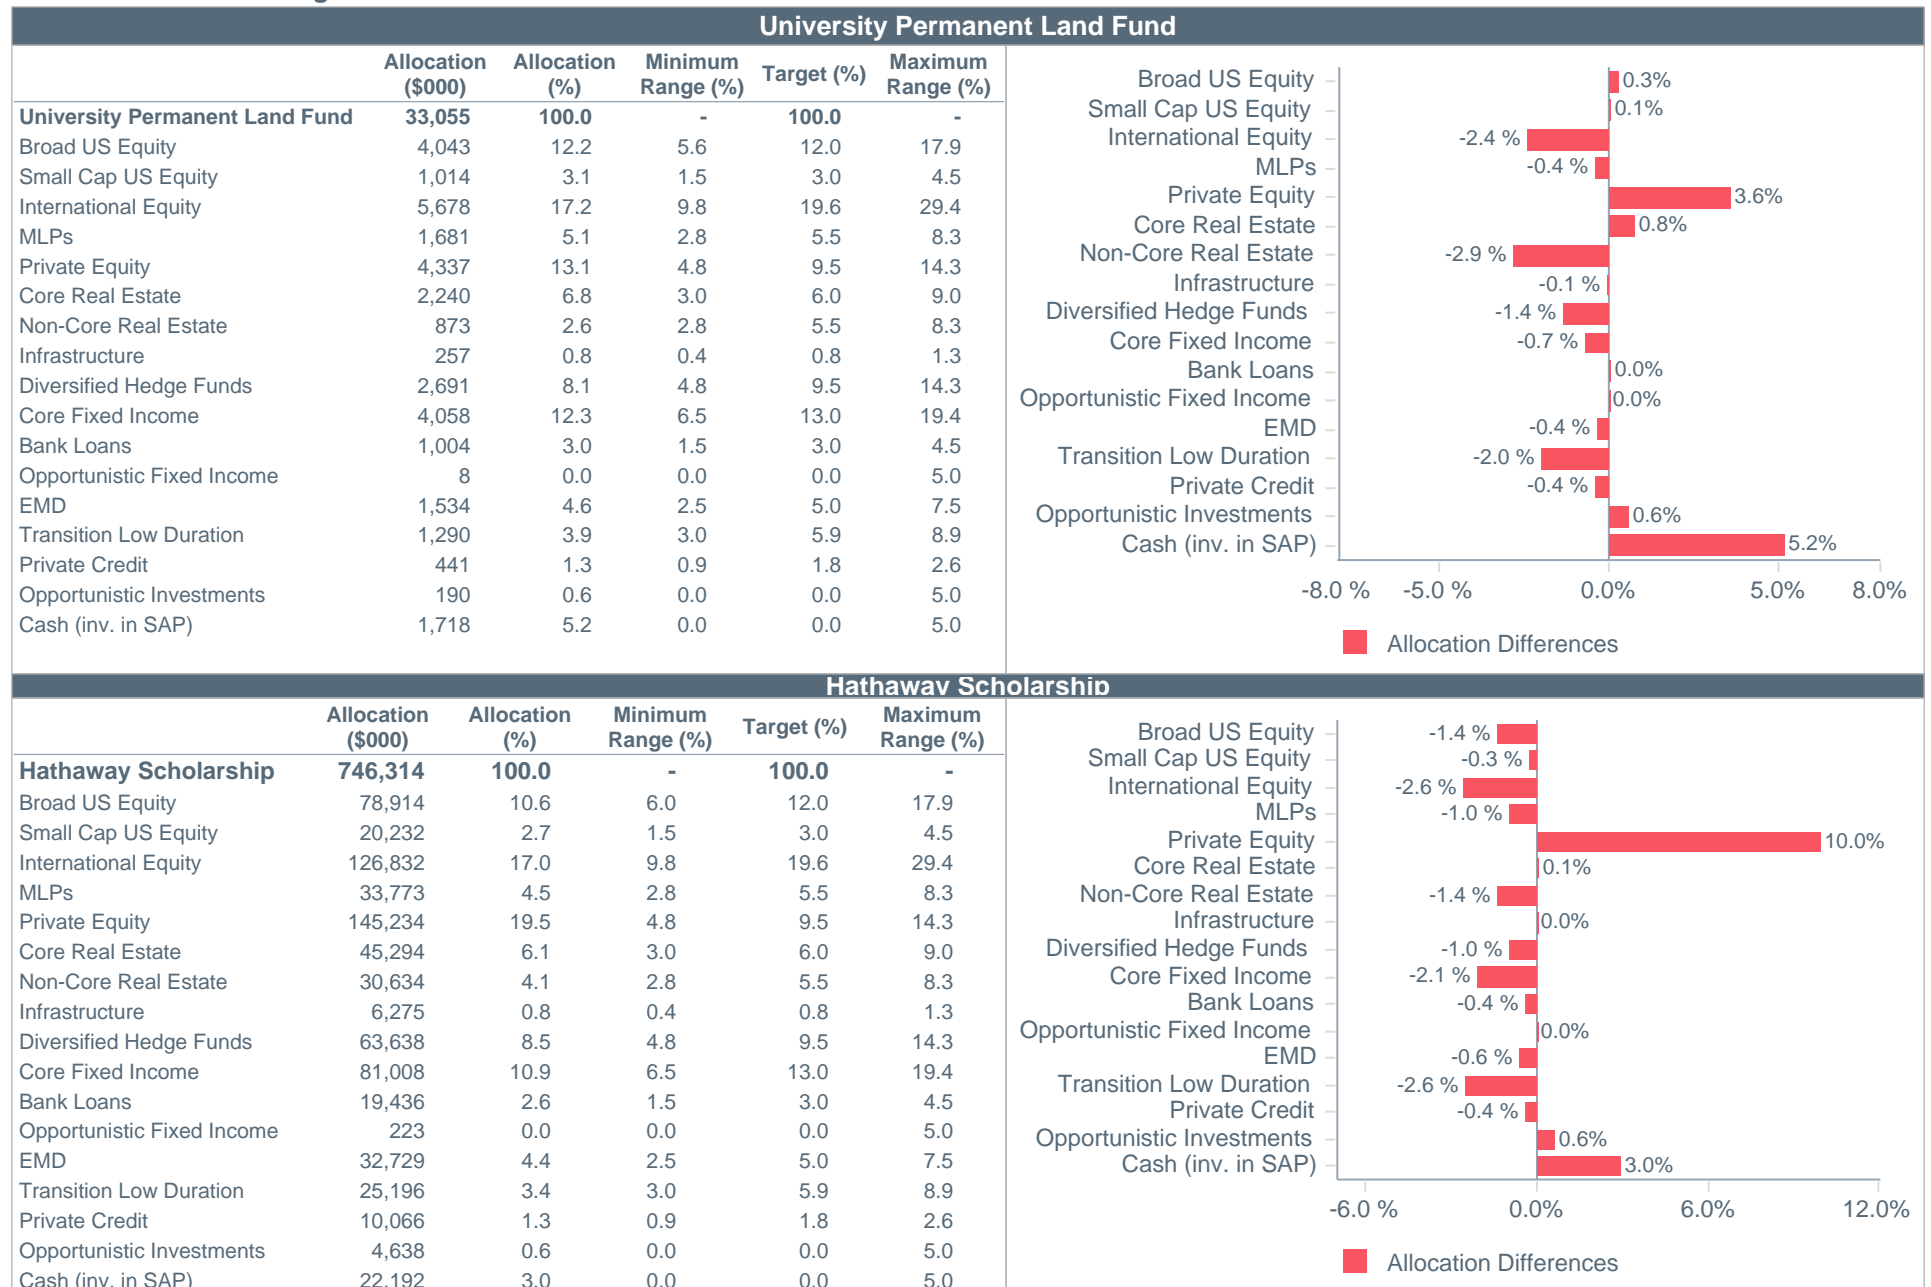 University Permanent Land Fund
Allocation ($000) Allocation (%) Minimum Range (%) Target (%) Maximum Range (%)
University Permanent Land Fund 33,055 100.0 - 100.0 -
Broad US Equity 4,043 12.2 5.6 12.0 17.9
Small Cap US Equity 1,014 3.1 1.5 3.0 4.5
International Equity 5,678 17.2 9.8 19.6 29.4
MLPs 1,681 5.1 2.8 5.5 8.3
Private Equity 4,337 13.1 4.8 9.5 14.3
Core Real Estate 2,240 6.8 3.0 6.0 9.0
Non-Core Real Estate 873 2.6 2.8 5.5 8.3
Infrastructure 257 0.8 0.4 0.8 1.3
Diversified Hedge Funds 2,691 8.1 4.8 9.5 14.3
Core Fixed Income 4,058 12.3 6.5 13.0 19.4
Bank Loans 1,004 3.0 1.5 3.0 4.5
Opportunistic Fixed Income 8 0.0 0.0 0.0 5.0
EMD 1,534 4.6 2.5 5.0 7.5
Transition Low Duration 1,290 3.9 3.0 5.9 8.9
Private Credit 441 1.3 0.9 1.8 2.6
Opportunistic Investments 190 0.6 0.0 0.0 5.0
Cash (inv. in SAP) 1,718 5.2 0.0 0.0 5.0
Broad US Equity 0.3%
Small Cap US Equity 0.1%
International Equity -2.4 %
MLPs -0.4 %
Private Equity 3.6%
Core Real Estate 0.8%
Non-Core Real Estate -2.9 %
Infrastructure -0.1 %
Diversified Hedge Funds -1.4 %
Core Fixed Income -0.7 %
Bank Loans 0.0%
Opportunistic Fixed Income 0.0%
EMD -0.4 %
Transition Low Duration -2.0 %
Private Credit -0.4 %
Opportunistic Investments 0.6%
Cash (inv. in SAP) 5.2%
-8.0 % -5.0 % 0.0% 5.0% 8.0%
Allocation Differences
Hathaway Scholarship
Allocation ($000) Allocation (%) Minimum Range (%) Target (%) Maximum Range (%)
Hathaway Scholarship 746,314 100.0 - 100.0 -
Broad US Equity 78,914 10.6 6.0 12.0 17.9
Small Cap US Equity 20,232 2.7 1.5 3.0 4.5
International Equity 126,832 17.0 9.8 19.6 29.4
MLPs 33,773 4.5 2.8 5.5 8.3
Private Equity 145,234 19.5 4.8 9.5 14.3
Core Real Estate 45,294 6.1 3.0 6.0 9.0
Non-Core Real Estate 30,634 4.1 2.8 5.5 8.3
Infrastructure 6,275 0.8 0.4 0.8 1.3
Diversified Hedge Funds 63,638 8.5 4.8 9.5 14.3
Core Fixed Income 81,008 10.9 6.5 13.0 19.4
Bank Loans 19,436 2.6 1.5 3.0 4.5
Opportunistic Fixed Income 223 0.0 0.0 0.0 5.0
EMD 32,729 4.4 2.5 5.0 7.5
Transition Low Duration 25,196 3.4 3.0 5.9 8.9
Private Credit 10,066 1.3 0.9 1.8 2.6
Opportunistic Investments 4,638 0.6 0.0 0.0 5.0
Cash (inv. in SAP) 22,192 3.0 0.0 0.0 5.0
Broad US Equity -1.4 %
Small Cap US Equity -0.3 %
International Equity -2.6 %
MLPs -1.0 %
Private Equity 10.0%
Core Real Estate 0.1%
Non-Core Real Estate -1.4 %
Infrastructure 0.0%
Diversified Hedge Funds -1.0 %
Core Fixed Income -2.1 %
Bank Loans -0.4 %
Opportunistic Fixed Income 0.0%
EMD -0.6 %
Transition Low Duration -2.6 %
Private Credit -0.4 %
Opportunistic Investments 0.6%
Cash (inv. in SAP) 3.0%
-6.0 % 0.0% 6.0% 12.0%
Allocation Differences